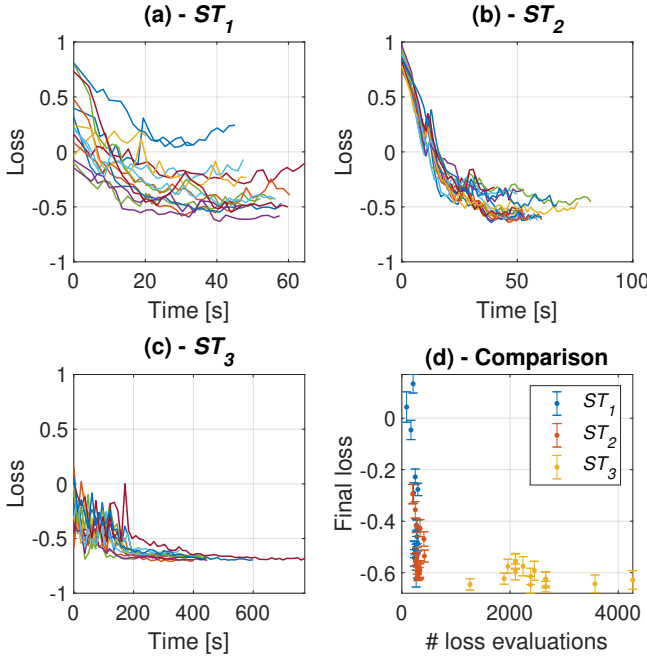 (a) - ST1
1
0.5
0
-0.5
-1
Loss
0 20 40 60
Time [s]
(b) - ST2
1
0.5
0
-0.5
-1
Loss
0 50 100
Time [s]
(c) - ST3
1
0.5
0
-0.5
-1
Loss
0 200 400 600
Time [s]
(d) - Comparison
ST1
ST2
ST3
0
-0.2
-0.4
-0.6
Final loss
0 2000 4000
# loss evaluations